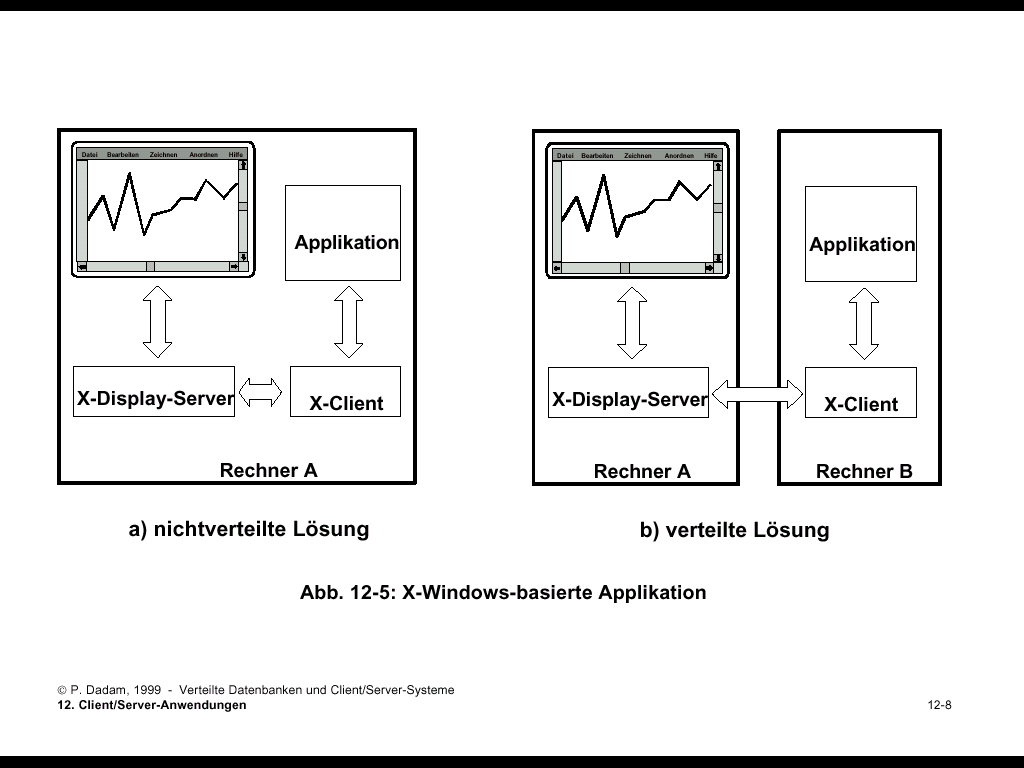 Datei Bearbeiten Zeichnen Anordnen Hilfe
Applikation
X-Display-Server
X-Client
Rechner A
a) nichtverteilte Lösung
Datei Bearbeiten Zeichnen Anordnen Hilfe
Applikation
X-Display-Server
X-Client
Rechner A
Rechner B
b) verteilte Lösung
Abb. 12-5: X-Windows-basierte Applikation
© P. Dadam, 1999 - Verteilte Datenbanken und Client/Server-Systeme
12. Client/Server-Anwendungen
12-8